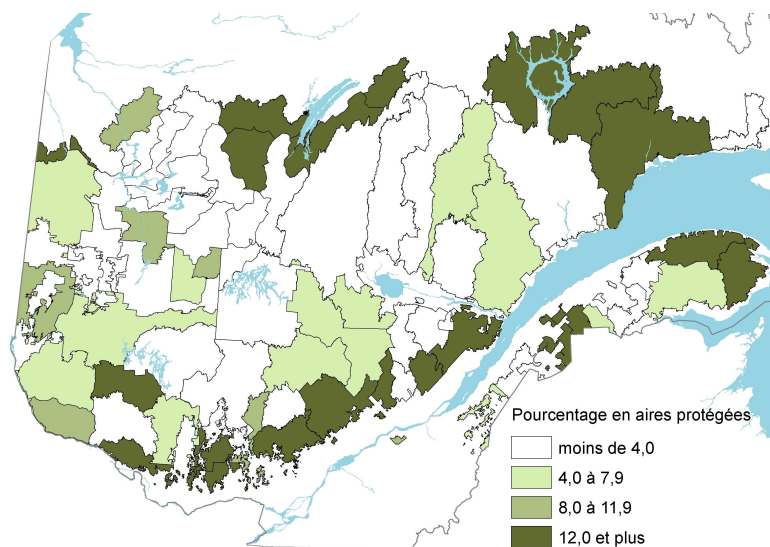 Pourcentage en aires protégées
moins de 4,0
4,0 à 7,9
8,0 à 11,9
12,0 et plus